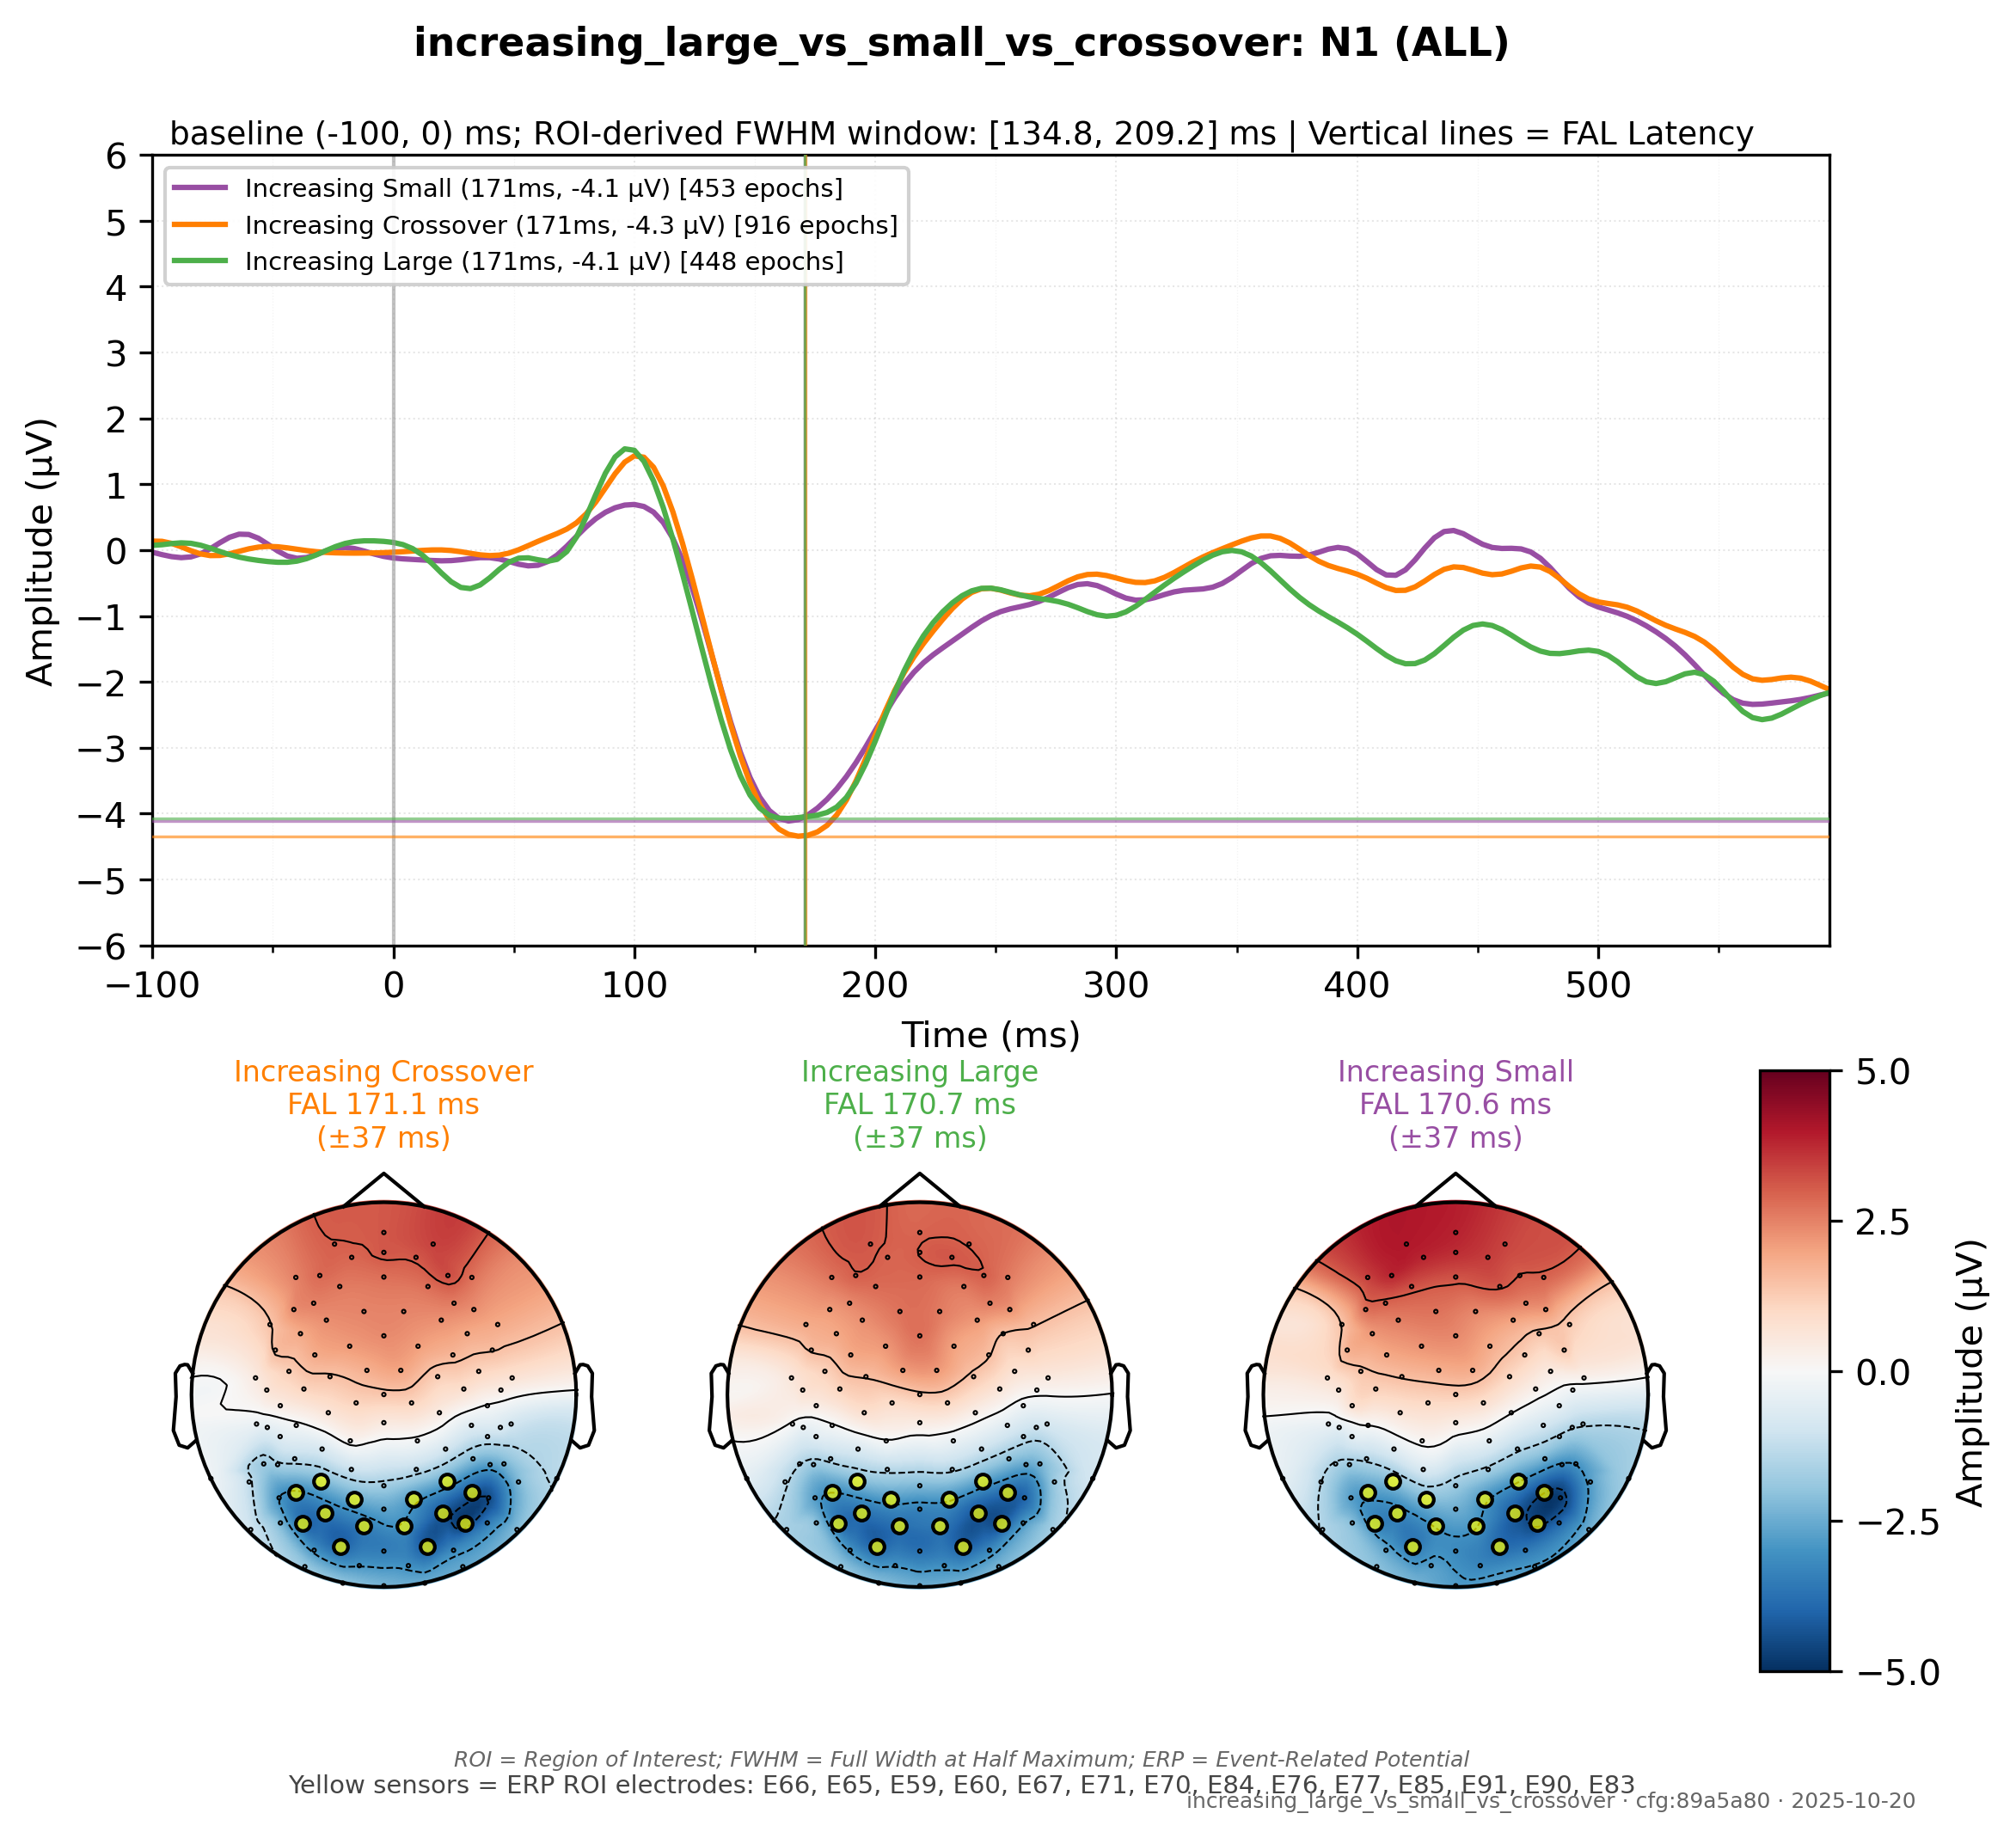 increasing_large_vs_small_vs_crossover: N1 (ALL)
baseline (-100, 0) ms; ROI-derived FWHM window: [134.8, 209.2] ms | Vertical lines = FAL Latency
Increasing Small (171ms, -4.1 µV) [453 epochs]
Increasing Crossover (171ms, -4.3 µV) [916 epochs]
Increasing Large (171ms, -4.1 µV) [448 epochs]
Amplitude (µV)
6
5
4
3
2
1
0
−1
−2
−3
−4
−5
−6
−100 0 100 200 300 400 500
Time (ms)
Increasing Crossover
FAL 171.1 ms
(±37 ms)
Increasing Large
FAL 170.7 ms
(±37 ms)
Increasing Small
FAL 170.6 ms
(±37 ms)
5.0
2.5
0.0
−2.5
−5.0
Amplitude (µV)
ROI = Region of Interest; FWHM = Full Width at Half Maximum; ERP = Event-Related Potential
Yellow sensors = ERP ROI electrodes: E66, E65, E59, E60, E67, E71, E70, E84, E76, E77, E85, E91, E90, E83
increasing_large_vs_small_vs_crossover · cfg:89a5a80 · 2025-10-20